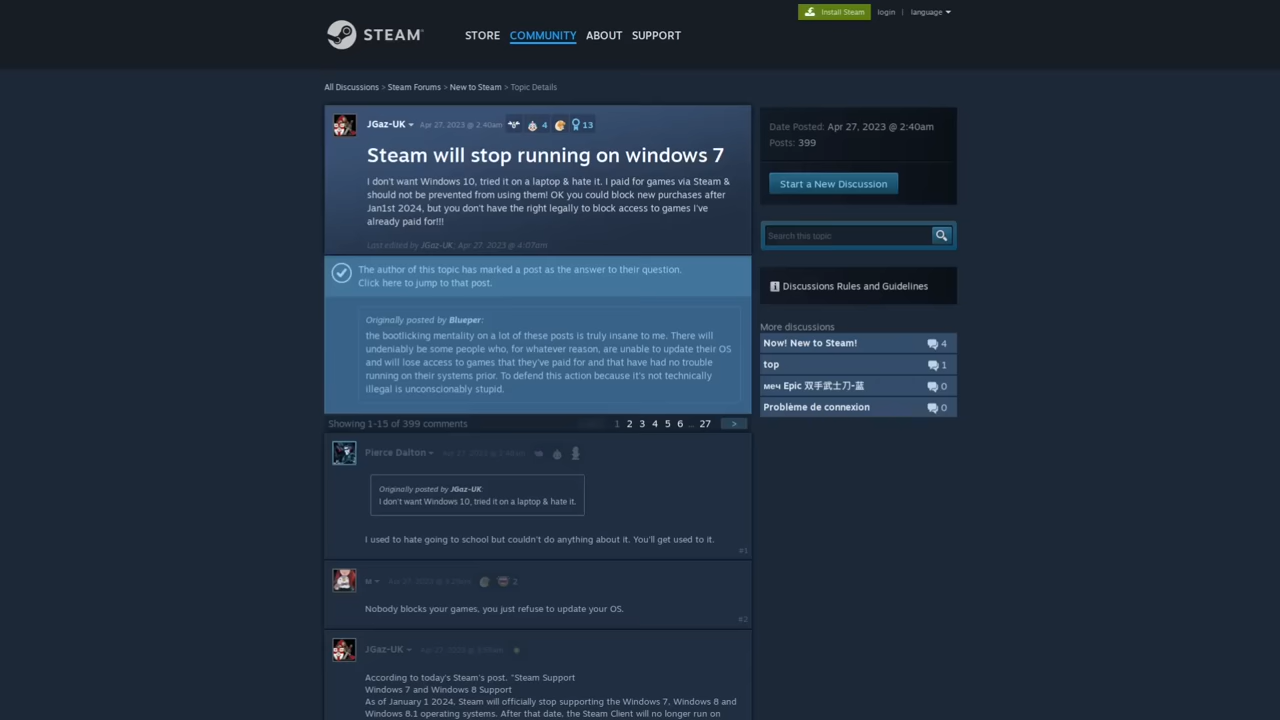 Install Steam login | language
STEAM®
STORE COMMUNITY ABOUT SUPPORT
All Discussions > Steam Forums > New to Steam > Topic Details
JGaz-UK Apr 27, 2023 @ 2:40am 4 13
Steam will stop running on windows 7
I don't want Windows 10, tried it on a laptop & hate it. I paid for games via Steam &
should not be prevented from using them! OK you could block new purchases after
Jan1st 2024, but you don't have the right legally to block access to games I've
already paid for!!!
Last edited by JGaz-UK; Apr 27, 2023 @ 4:07am
The author of this topic has marked a post as the answer to their question.
Click here to jump to that post.
Originally posted by Blueper:
the bootlicking mentality on a lot of these posts is truly insane to me. There will
undeniably be some people who, for whatever reason, are unable to update their OS
and will lose access to games that they've paid for and that have had no trouble
running on their systems prior. To defend this action because it's not technically
illegal is unconscionably stupid.
Showing 1-15 of 399 comments
1 2 3 4 5 6 ... 27 >
Pierce Dalton Apr 27, 2023 @ 2:48am
Originally posted by JGaz-UK:
I don't want Windows 10, tried it on a laptop & hate it.
I used to hate going to school but couldn't do anything about it. You'll get used to it.
#1
M Apr 27, 2023 @ 2
Nobody blocks your games, you just refuse to update your OS.
#2
JGaz-UK Apr 27, 2023 @
According to today's Steam's post. "Steam Support
Windows 7 and Windows 8 Support
As of January 1 2024, Steam will officially stop supporting the Windows 7, Windows 8 and
Windows 8.1 operating systems. After that date, the Steam Client will no longer run on
Date Posted: Apr 27, 2023 @ 2:40am
Posts: 399
Start a New Discussion
Search this topic
Discussions Rules and Guidelines
More discussions
Now! New to Steam! 4
top 1
меч Epic 双手武士刀-蓝 0
Problème de connexion 0